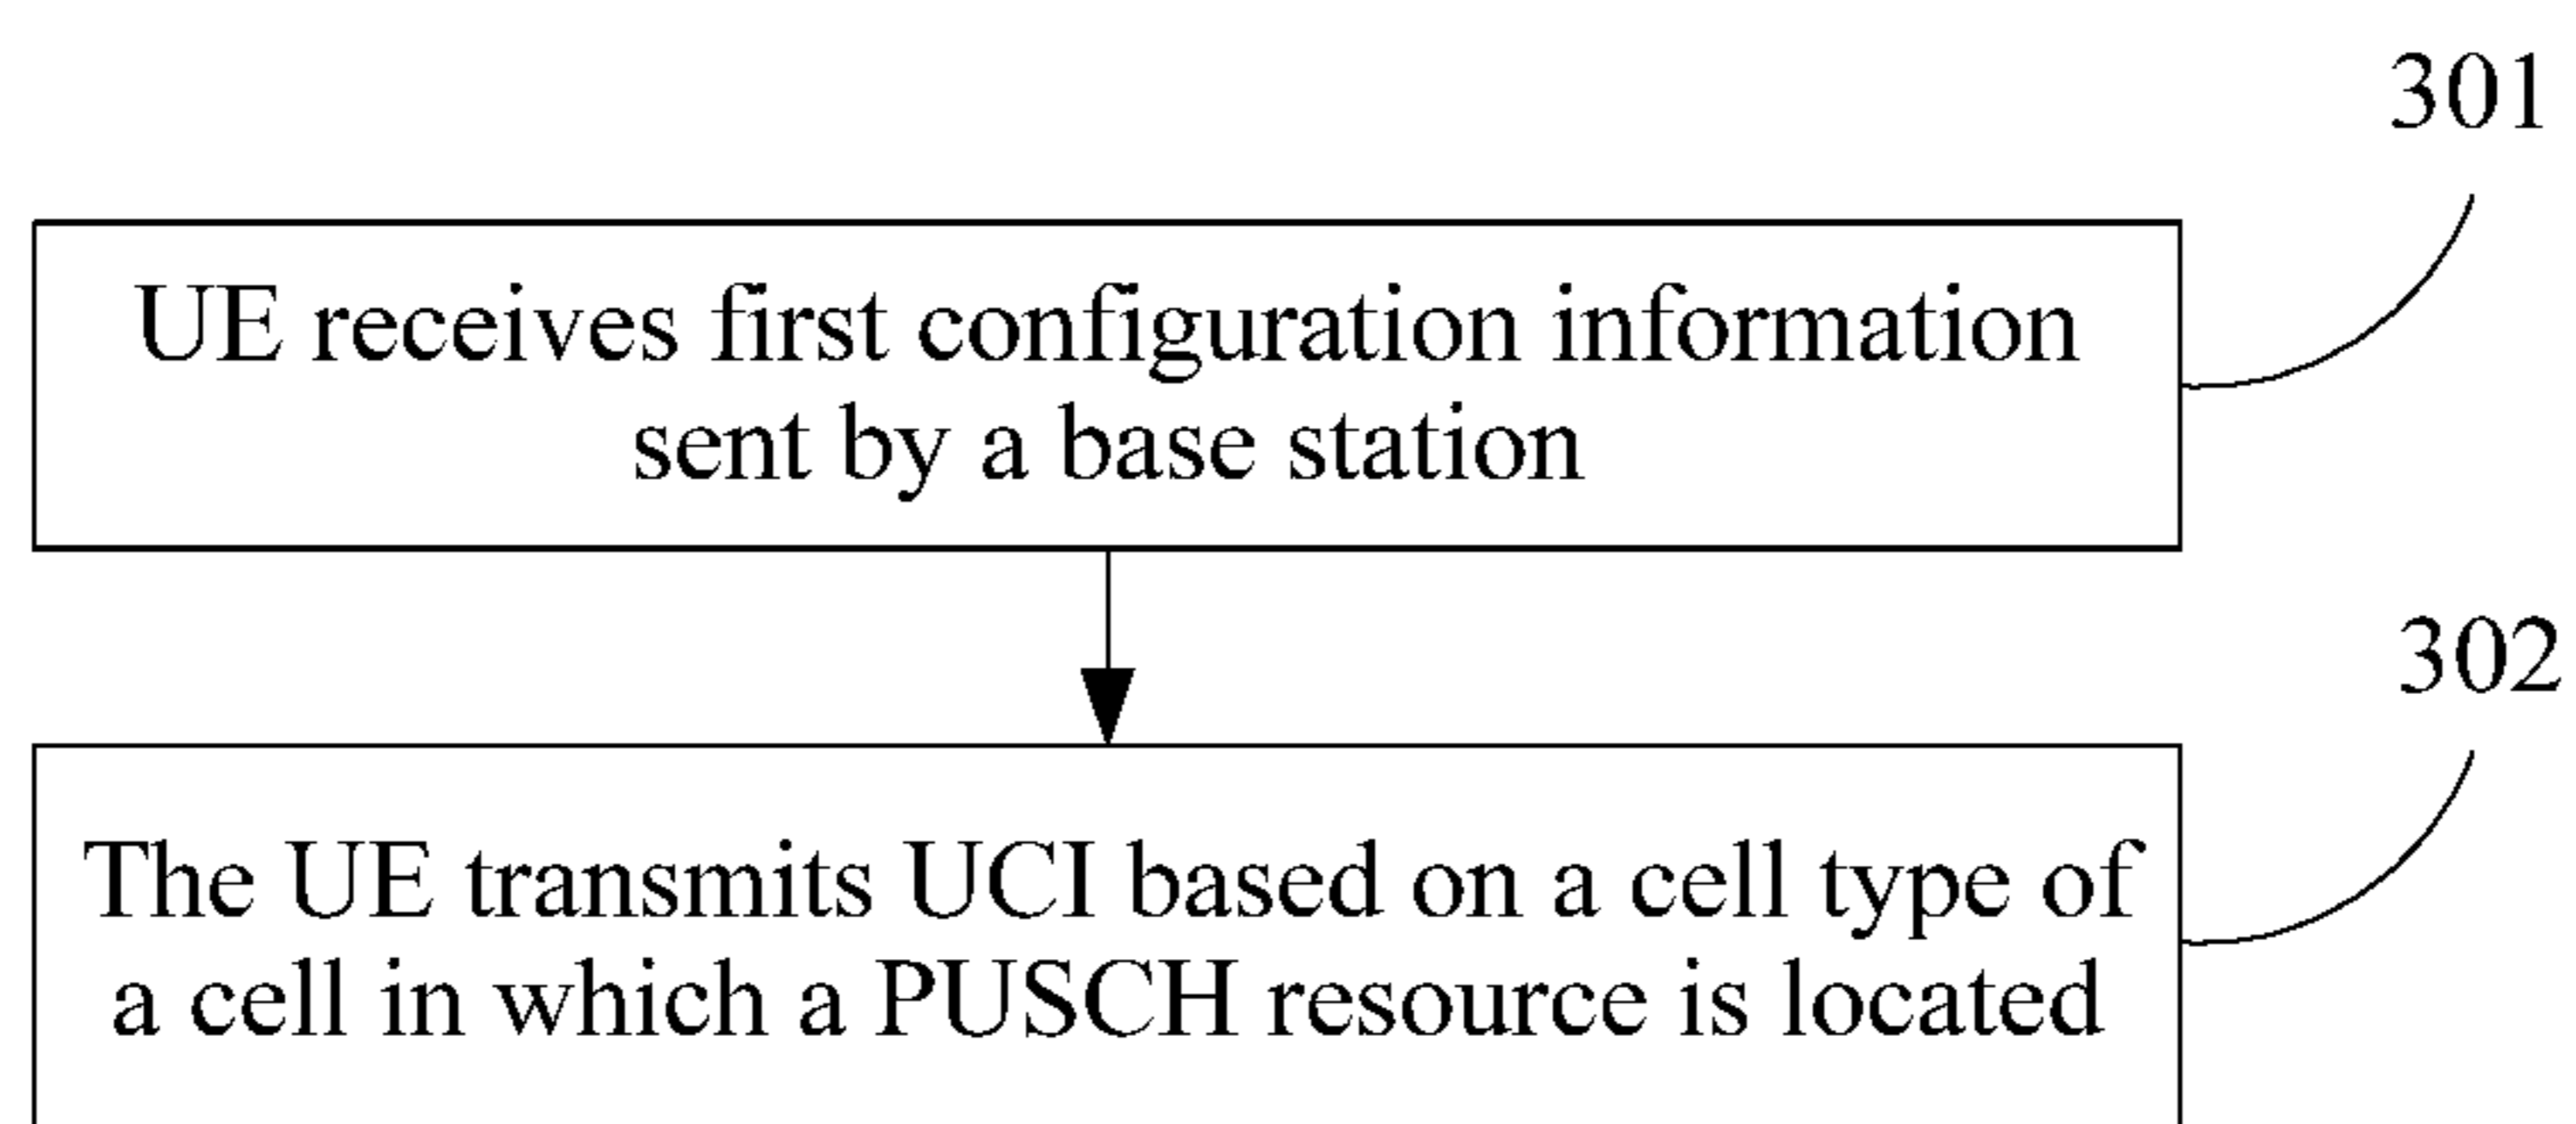 301
UE receives first configuration information
sent by a base station
302
The UE transmits UCI based on a cell type of
a cell in which a PUSCH resource is located